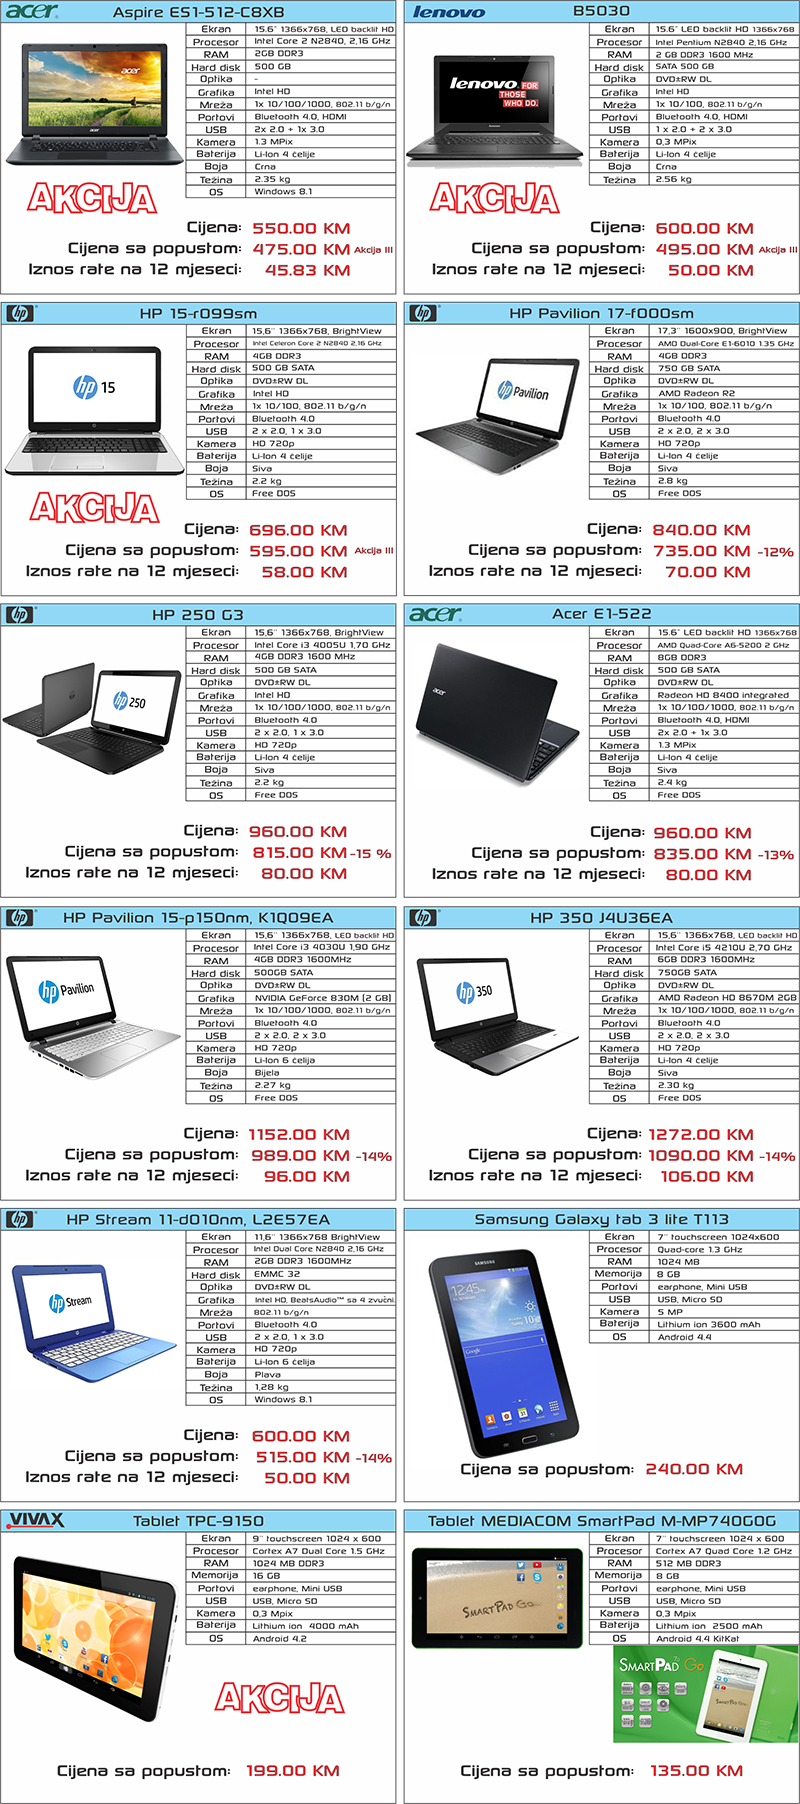 acer
Aspire ES1-512-C8XB
Ekran 15.6" 1366x768, LED backlit HD
Procesor Intel Core 2 N2840, 2,16 GHz
RAM 2GB DDR3
Hard disk 500 GB
Optika -
Grafika Intel HD
Mreža 1x 10/100/1000, 802.11 b/g/n
Portovi Bluetooth 4.0, HDMI
USB 2x 2.0 + 1x 3.0
Kamera 1.3 MPix
Baterija Li-Ion 4 ćelije
Boja Crna
Težina 2.35 kg
OS Windows 8.1
acer
AKCIJA
Cijena: 550.00 KM
Cijena sa popustom: 475.00 KM Akcija !!!
Iznos rate na 12 mjeseci: 45.83 KM
lenovo
B5030
Ekran 15.6" LED backlit HD 1366x768
Procesor Intel Pentium N2840 2,16 GHz
RAM 2 GB DDR3 1600 MHz
Hard disk SATA 500 GB
Optika DVD±RW DL
Grafika Intel HD
Mreža 1x 10/100, 802.11 b/g/n
Portovi Bluetooth 4.0, HDMI
USB 1 x 2.0 + 2 x 3.0
Kamera 0,3 MPix
Baterija Li-Ion 4 ćelije
Boja Crna
Težina 2.56 kg
lenovo FOR THOSE WHO DO.
AKCIJA
Cijena: 600.00 KM
Cijena sa popustom: 495.00 KM Akcija !!!
Iznos rate na 12 mjeseci: 50.00 KM
hp
HP 15-r099sm
Ekran 15,6" 1366x768, BrightView
Procesor Intel Celeron Core 2 N2840 2,16 GHz
RAM 4GB DDR3
Hard disk 500 GB SATA
Optika DVD±RW DL
Grafika Intel HD
Mreža 1x 10/100, 802.11 b/g/n
Portovi Bluetooth 4.0
USB 2 x 2.0, 1 x 3.0
Kamera HD 720p
Baterija Li-Ion 4 ćelije
Boja Siva
Težina 2.2 kg
OS Free DOS
hp 15
AKCIJA
Cijena: 696.00 KM
Cijena sa popustom: 595.00 KM Akcija !!!
Iznos rate na 12 mjeseci: 58.00 KM
hp
HP Pavilion 17-f000sm
Ekran 17,3" 1600x900, BrightView
Procesor AMD Dual-Core E1-6010 1.35 GHz
RAM 4GB DDR3
Hard disk 750 GB SATA
Optika DVD±RW DL
Grafika AMD Radeon R2
Mreža 1x 10/100, 802.11 b/g/n
Portovi Bluetooth 4.0
USB 2 x 2.0, 2 x 3.0
Kamera HD 720p
Baterija Li-Ion 4 ćelije
Boja Siva
Težina 2.8 kg
OS Free DOS
hp Pavilion
Cijena: 840.00 KM
Cijena sa popustom: 735.00 KM -12%
Iznos rate na 12 mjeseci: 70.00 KM
hp
HP 250 G3
Ekran 15,6" 1366x768, BrightView
Procesor Intel Core i3 4005U 1,70 GHz
RAM 4GB DDR3 1600 MHz
Hard disk 500 GB SATA
Optika DVD±RW DL
Grafika Intel HD
Mreža 1x 10/100/1000, 802.11 b/g/n
Portovi Bluetooth 4.0
USB 2 x 2.0, 1 x 3.0
Kamera HD 720p
Baterija Li-Ion 4 ćelije
Boja Siva
Težina 2.2 kg
OS Free DOS
hp 250
Cijena: 960.00 KM
Cijena sa popustom: 815.00 KM -15 %
Iznos rate na 12 mjeseci: 80.00 KM
acer
Acer E1-522
Ekran 15.6" LED backlit HD 1366x768
Procesor AMD Quad-Core A6-5200 2 GHz
RAM 8GB DDR3
Hard disk 500 GB SATA
Optika DVD±RW DL
Grafika Radeon HD 8400 integrated
Mreža 1x 10/100/1000, 802.11 b/g/n
Portovi Bluetooth 4.0, HDMI
USB 2x 2.0 + 1x 3.0
Kamera 1.3 MPix
Baterija Li-Ion 4 ćelije
Boja Siva
Težina 2.4 kg
OS Free DOS
acer
Cijena: 960.00 KM
Cijena sa popustom: 835.00 KM -13%
Iznos rate na 12 mjeseci: 80.00 KM
hp
HP Pavilion 15-p150nm, K1Q09EA
Ekran 15,6" 1366x768, LED backlit HD
Procesor Intel Core i3 4030U 1,90 GHz
RAM 4GB DDR3 1600MHz
Hard disk 500GB SATA
Optika DVD±RW DL
Grafika NVIDIA GeForce 830M (2 GB)
Mreža 1x 10/100/1000, 802.11 b/g/n
Portovi Bluetooth 4.0
USB 2 x 2.0, 2 x 3.0
Kamera HD 720p
Baterija Li-Ion 6 ćelija
Boja Bijela
Težina 2.27 kg
OS Free DOS
hp Pavilion
Cijena: 1152.00 KM
Cijena sa popustom: 989.00 KM -14%
Iznos rate na 12 mjeseci: 96.00 KM
hp
HP 350 J4U36EA
Ekran 15,6" 1366x768, LED backlit HD
Procesor Intel Core i5 4210U 2,70 GHz
RAM 6GB DDR3 1600MHz
Hard disk 750GB SATA
Optika DVD±RW DL
Grafika AMD Radeon HD 8670M 2GB
Mreža 1x 10/100/1000, 802.11 b/g/n
Portovi Bluetooth 4.0
USB 2 x 2.0, 2 x 3.0
Kamera HD 720p
Baterija Li-Ion 4 ćelije
Boja Siva
Težina 2.30 kg
OS Free DOS
hp 350
Cijena: 1272.00 KM
Cijena sa popustom: 1090.00 KM -14%
Iznos rate na 12 mjeseci: 106.00 KM
hp
HP Stream 11-d010nm, L2E57EA
Ekran 11,6" 1366x768 BrightView
Procesor Intel Dual Core N2840 2,16 GHz
RAM 2GB DDR3 1600MHz
Hard disk EMMC 32
Optika DVD±RW DL
Grafika Intel HD, BeatsAudio™ sa 4 zvučni.
Mreža 802.11 b/g/n
Portovi Bluetooth 4.0
USB 2 x 2.0, 1 x 3.0
Kamera HD 720p
Baterija Li-Ion 6 ćelija
Boja Plava
Težina 1,28 kg
OS Windows 8.1
hp Stream
Cijena: 600.00 KM
Cijena sa popustom: 515.00 KM -14%
Iznos rate na 12 mjeseci: 50.00 KM
Samsung Galaxy tab 3 lite T113
Ekran 7" touchscreen 1024x600
Procesor Quad-core 1.3 GHz
RAM 1024 MB
Memorija 8 GB
Portovi earphone, Mini USB
USB USB, Micro SD
Kamera 5 MP
Baterija Lithium ion 3600 mAh
OS Android 4.4
SAMSUNG
12:45
Google
Cijena sa popustom: 240.00 KM
VIVAX
Tablet TPC-9150
Ekran 9" touchscreen 1024 x 600
Procesor Cortex A7 Dual Core 1.5 GHz
RAM 1024 MB DDR3
Memorija 16 GB
Portovi earphone, Mini USB
USB USB, Micro SD
Kamera 0,3 Mpix
Baterija Lithium ion 4000 mAh
OS Android 4.2
AKCIJA
Cijena sa popustom: 199.00 KM
Tablet MEDIACOM SmartPad M-MP740GOG
Ekran 7" touchscreen 1024 x 600
Procesor Cortex A7 Quad Core 1.2 GHz
RAM 512 MB DDR3
Memorija 8 GB
Portovi earphone, Mini USB
USB USB, Micro SD
Kamera 0,3 Mpix
Baterija Lithium ion 2500 mAh
OS Android 4.4 KitKat
SMARTPAD GO
SMARTPAD 7.0 Go
Cijena sa popustom: 135.00 KM